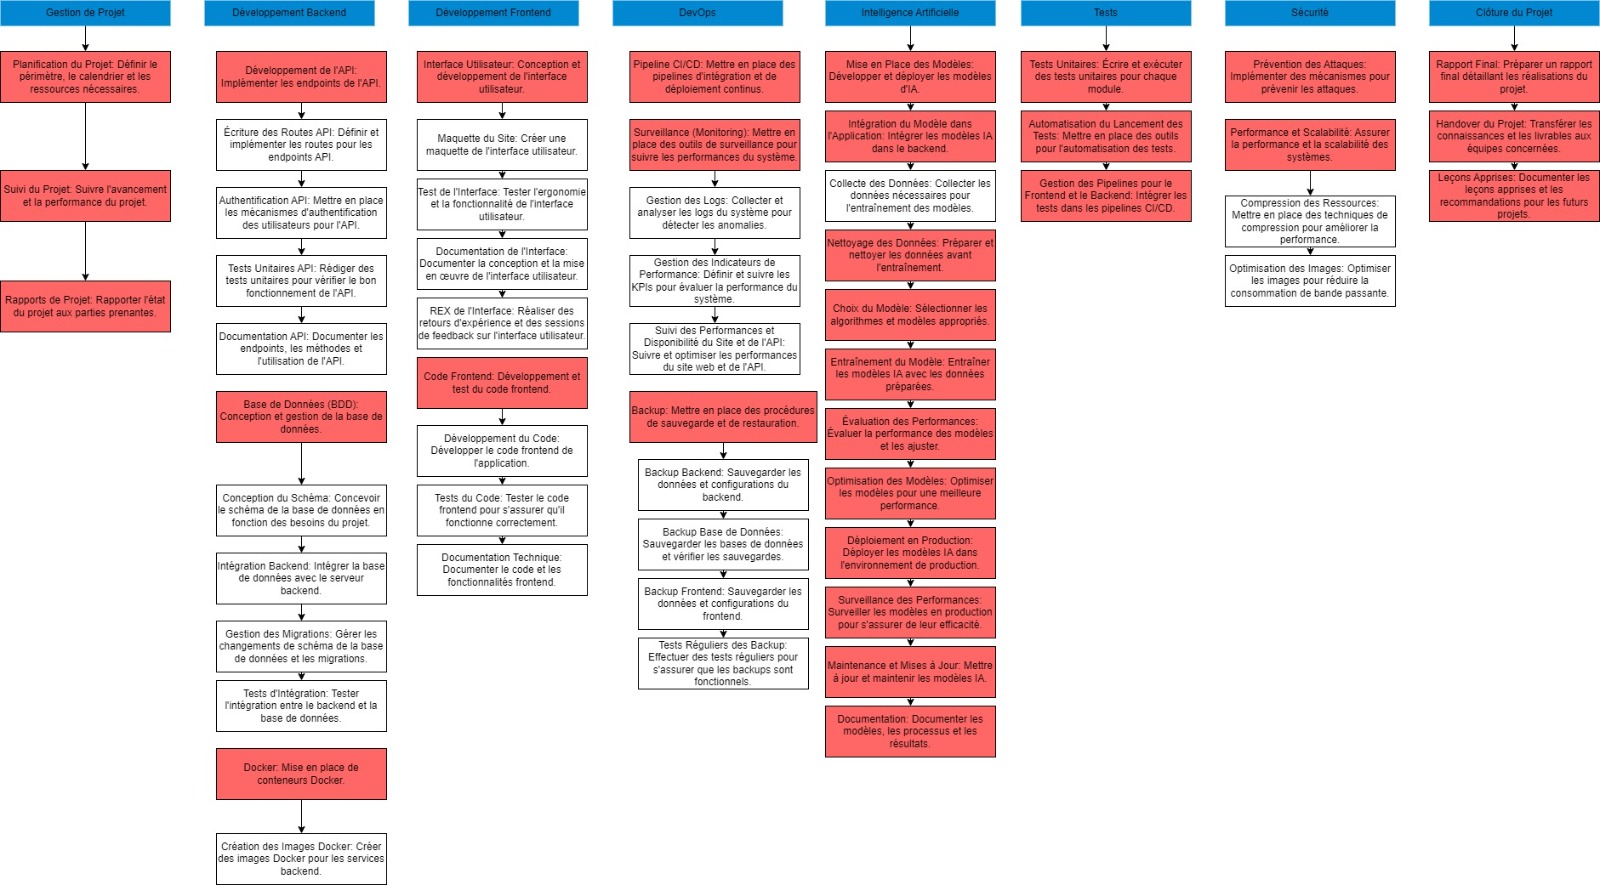 Gestion de Projet
Planification du Projet: Définir le
périmètre, le calendrier et les
ressources nécessaires.
Suivi du Projet: Suivre l'avancement
et la performance du projet.
Rapports de Projet: Rapporter l'état
du projet aux parties prenantes.
Développement Backend
Développement de l'API:
Implémenter les endpoints de l'API.
Écriture des Routes API: Définir et
implémenter les routes pour les
endpoints API.
Authentification API: Mettre en place
les mécanismes d'authentification
des utilisateurs pour l'API.
Tests Unitaires API: Rédiger des
tests unitaires pour vérifier le bon
fonctionnement de l'API.
Documentation API: Documenter les
endpoints, les méthodes et
l'utilisation de l'API.
Base de Données (BDD):
Conception et gestion de la base de
données.
Conception du Schéma: Concevoir
le schéma de la base de données en
fonction des besoins du projet.
Intégration Backend: Intégrer la base
de données avec le serveur
backend.
Gestion des Migrations: Gérer les
changements de schéma de la base
de données et les migrations.
Tests d'Intégration: Tester
l'intégration entre le backend et la
base de données.
Docker: Mise en place de
conteneurs Docker.
Création des Images Docker: Créer
des images Docker pour les services
backend.
Développement Frontend
Interface Utilisateur: Conception et
développement de l'interface
utilisateur.
Maquette du Site: Créer une
maquette de l'interface utilisateur.
Test de l'Interface: Tester l'ergonomie
et la fonctionnalité de l'interface
utilisateur.
Documentation de l'Interface:
Documenter la conception et la mise
en œuvre de l'interface utilisateur.
REX de l'Interface: Réaliser des
retours d'expérience et des sessions
de feedback sur l'interface utilisateur.
Code Frontend: Développement et
test du code frontend.
Développement du Code:
Développer le code frontend de
l'application.
Tests du Code: Tester le code
frontend pour s'assurer qu'il
fonctionne correctement.
Documentation Technique:
Documenter le code et les
fonctionnalités frontend.
DevOps
Pipeline CI/CD: Mettre en place des
pipelines d'intégration et de
déploiement continus.
Surveillance (Monitoring): Mettre en
place des outils de surveillance pour
suivre les performances du système.
Gestion des Logs: Collecter et
analyser les logs du système pour
détecter les anomalies.
Gestion des Indicateurs de
Performance: Définir et suivre les
KPIs pour évaluer la performance du
système.
Suivi des Performances et
Disponibilité du Site et de l'API:
Suivre et optimiser les performances
du site web et de l'API.
Backup: Mettre en place des procédures
de sauvegarde et de restauration.
Backup Backend: Sauvegarder les
données et configurations du
backend.
Backup Base de Données:
Sauvegarder les bases de données
et vérifier les sauvegardes.
Backup Frontend: Sauvegarder les
données et configurations du
frontend.
Tests Réguliers des Backup:
Effectuer des tests réguliers pour
s'assurer que les backups sont
fonctionnels.
Intelligence Artificielle
Mise en Place des Modèles:
Développer et déployer les modèles
d'IA.
Intégration du Modèle dans
l'Application: Intégrer les modèles IA
dans le backend.
Collecte des Données: Collecter les
données nécessaires pour
l'entraînement des modèles.
Nettoyage des Données: Préparer et
nettoyer les données avant
l'entraînement.
Choix du Modèle: Sélectionner les
algorithmes et modèles appropriés.
Entraînement du Modèle: Entraîner
les modèles IA avec les données
préparées.
Évaluation des Performances:
Évaluer la performance des modèles
et les ajuster.
Optimisation des Modèles: Optimiser
les modèles pour une meilleure
performance.
Déploiement en Production:
Déployer les modèles IA dans
l'environnement de production.
Surveillance des Performances:
Surveiller les modèles en production
pour s'assurer de leur efficacité.
Maintenance et Mises à Jour: Mettre
à jour et maintenir les modèles IA.
Documentation: Documenter les
modèles, les processus et les
résultats.
Tests
Tests Unitaires: Écrire et exécuter
des tests unitaires pour chaque
module.
Automatisation du Lancement des
Tests: Mettre en place des outils
pour l'automatisation des tests.
Gestion des Pipelines pour le
Frontend et le Backend: Intégrer les
tests dans les pipelines CI/CD.
Sécurité
Prévention des Attaques:
Implémenter des mécanismes pour
prévenir les attaques.
Performance et Scalabilité: Assurer
la performance et la scalabilité des
systèmes.
Compression des Ressources:
Mettre en place des techniques de
compression pour améliorer la
performance.
Optimisation des Images: Optimiser
les images pour réduire la
consommation de bande passante.
Clôture du Projet
Rapport Final: Préparer un rapport
final détaillant les réalisations du
projet.
Handover du Projet: Transférer les
connaissances et les livrables aux
équipes concernées.
Leçons Apprises: Documenter les
leçons apprises et les
recommandations pour les futurs
projets.